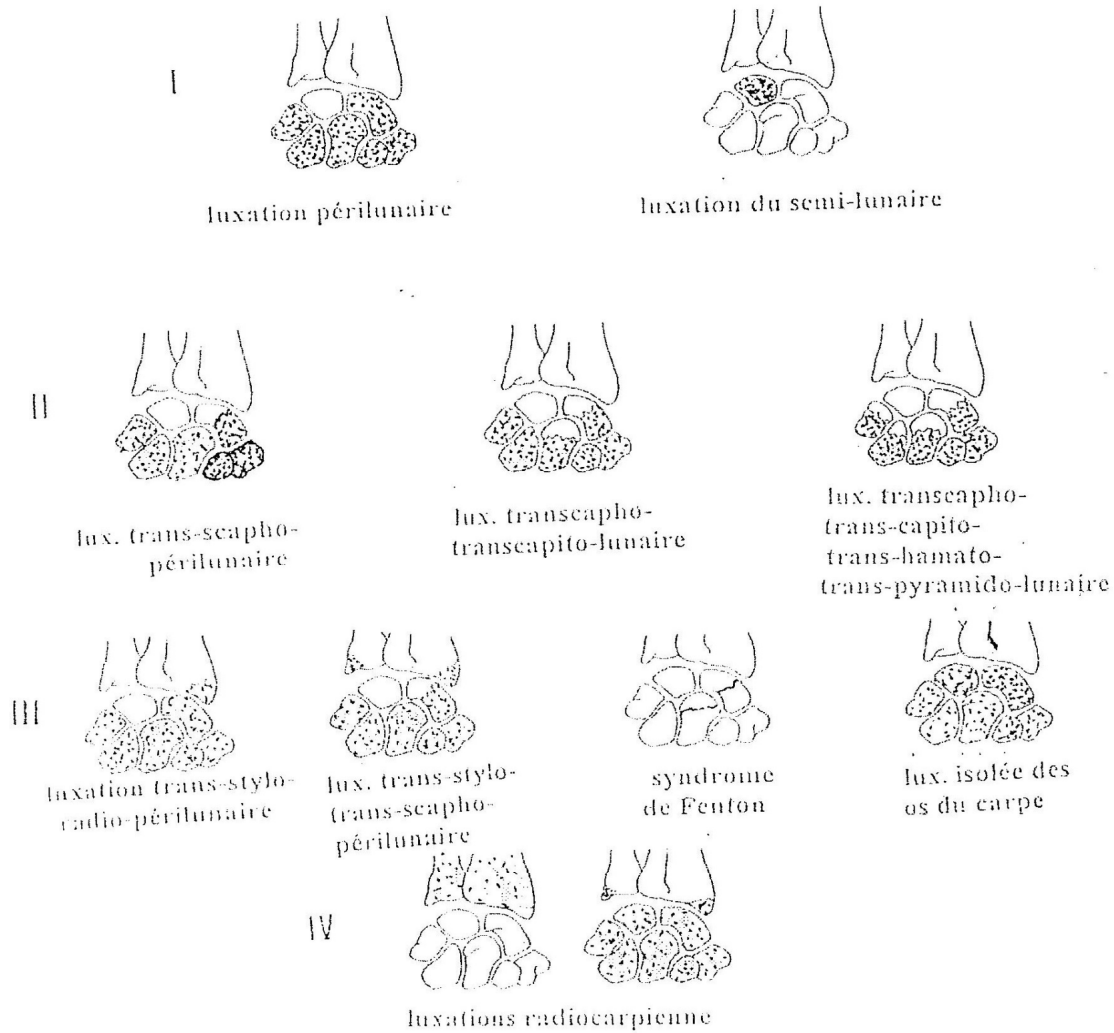 I
luxation périlunaire
luxation du semi-lunaire
II
lux. trans-scapho-
périlunaire
lux. transcapho-
transcapito-lunaire
lux. transcapho-
trans-capito-
trans-hamato-
trans-pyramido-lunaire
III
luxation trans-stylo-
radio-périlunaire
lux. trans-stylo-
trans-scapho-
périlunaire
syndrome
de Fenton
lux. isolée des
os du carpe
IV
luxations radiocarpienne